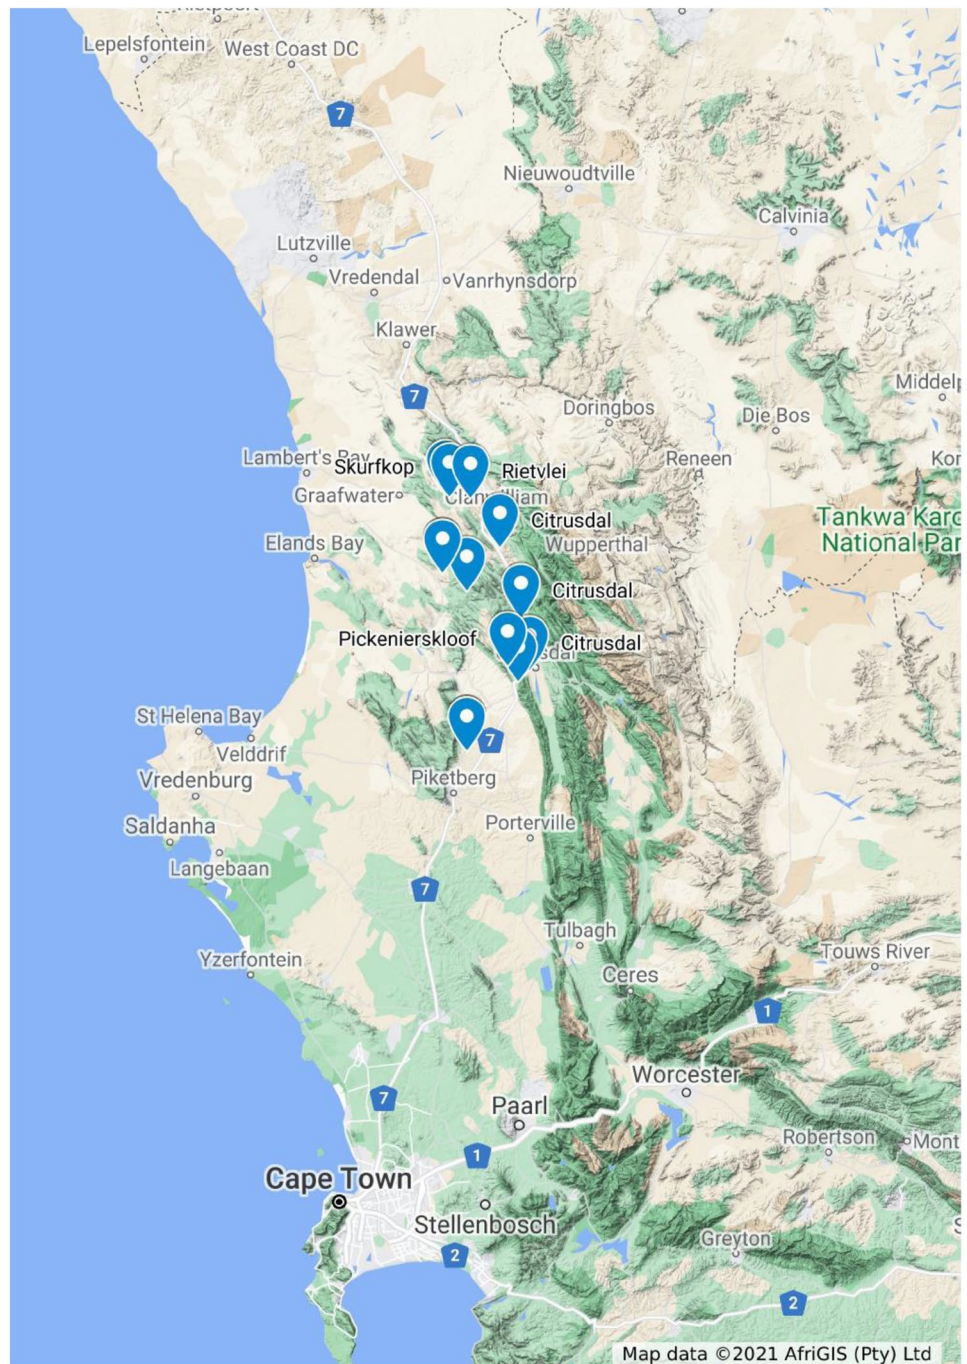 Lepelsfontein
West Coast DC
7
Nieuwoudtville
Calvinia
Lutzville
Vredendal
Vanrhynsdorp
Klawer
7
Doringbos
Die Bos
Lambert's Bay
Skurfkop
Rietvlei
Reneen
Graafwater
Clanwilliam
Citrusdal
Tankwa
National
Elands Bay
Wupperthal
Citrusdal
Pickenierskloof
Citrusdal
St Helena Bay
7
Velddrif
Vredenburg
Piketberg
Saldanha
Porterville
Langebaan
7
Tulbagh
Yzerfontein
Touws River
Ceres
1
Worcester
7
Paarl
Robertson
Mont
1
Cape Town
Stellenbosch
Greyton
2
2
Map data ©2021 AfriGIS (Pty) Ltd